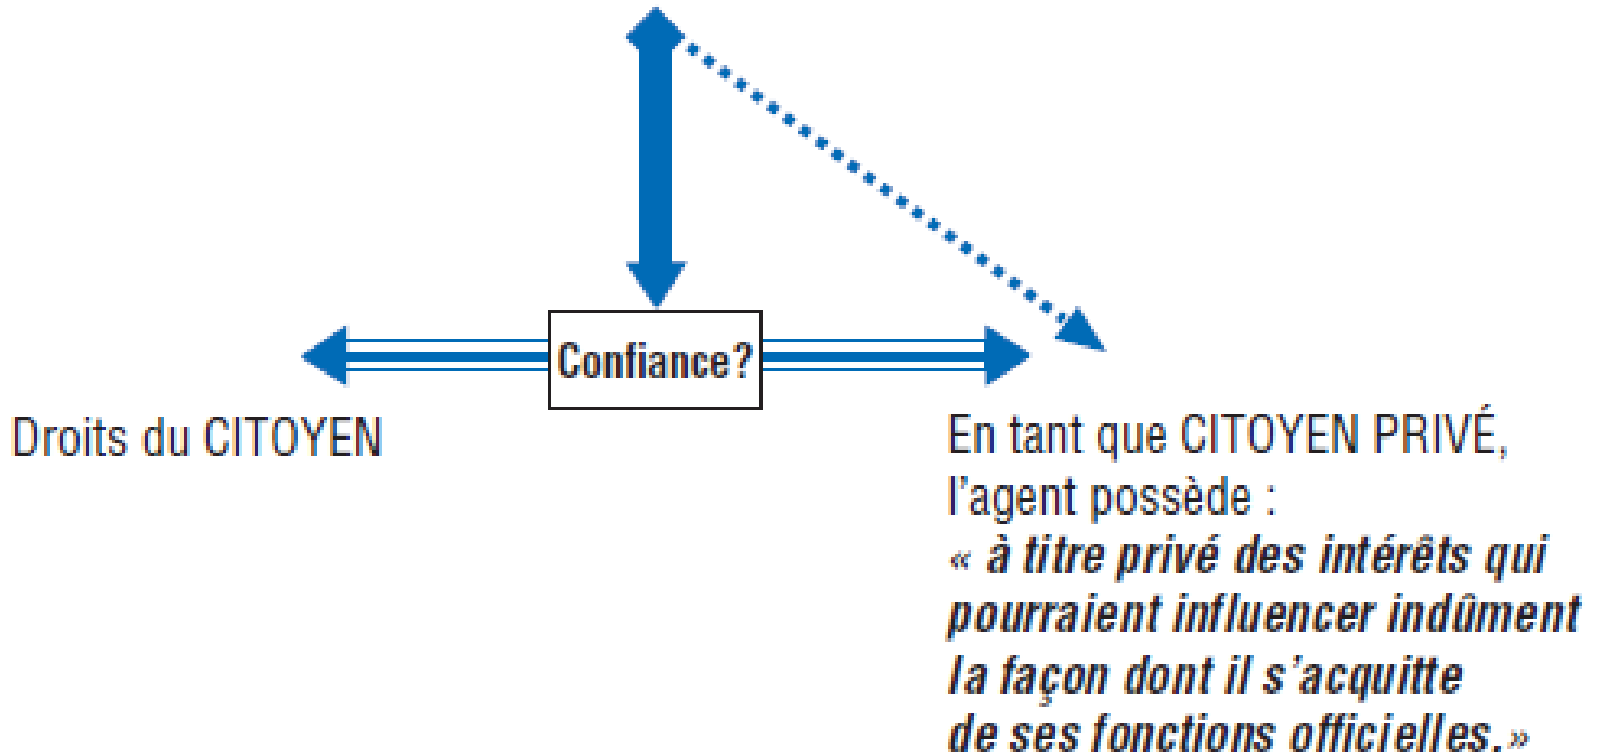 Confiance?
Droits du CITOYEN
En tant que CITOYEN PRIVÉ,
l’agent possède :
« à titre privé des intérêts qui
pourraient influencer indûment
la façon dont il s’acquitte
de ses fonctions officielles.»